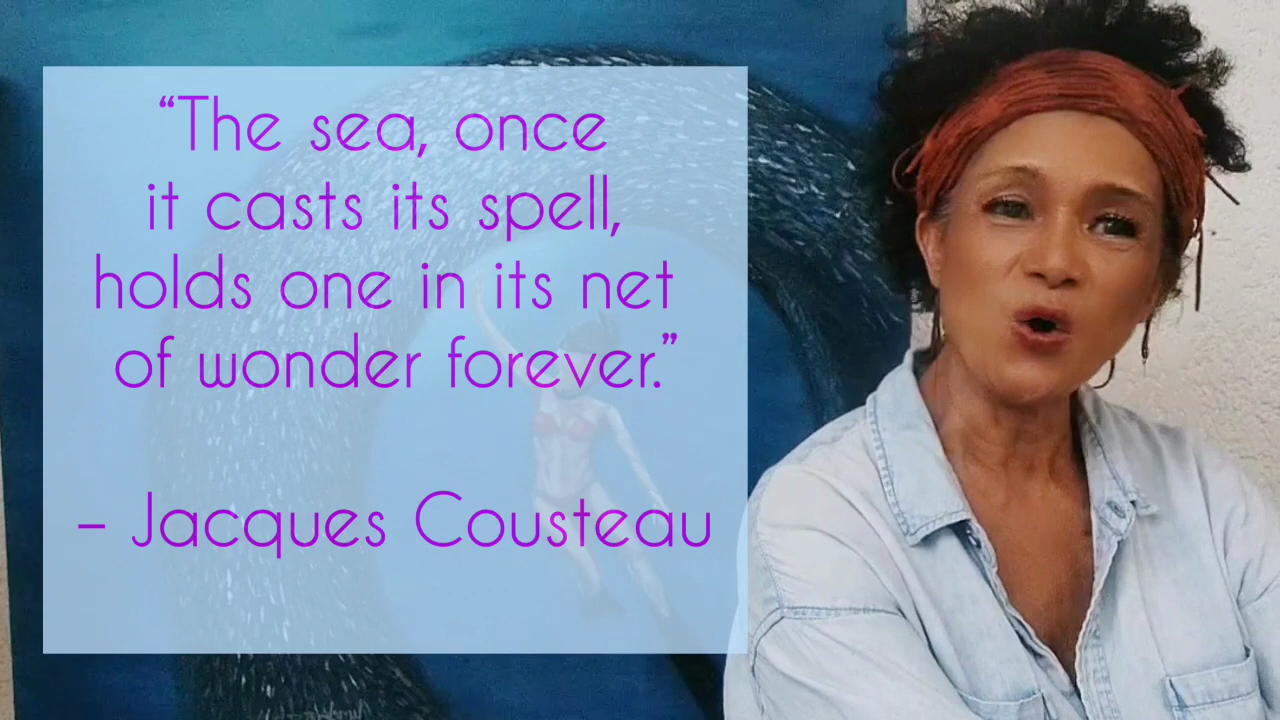 “The sea, once
it casts its spell,
holds one in its net
of wonder forever.”
– Jacques Cousteau